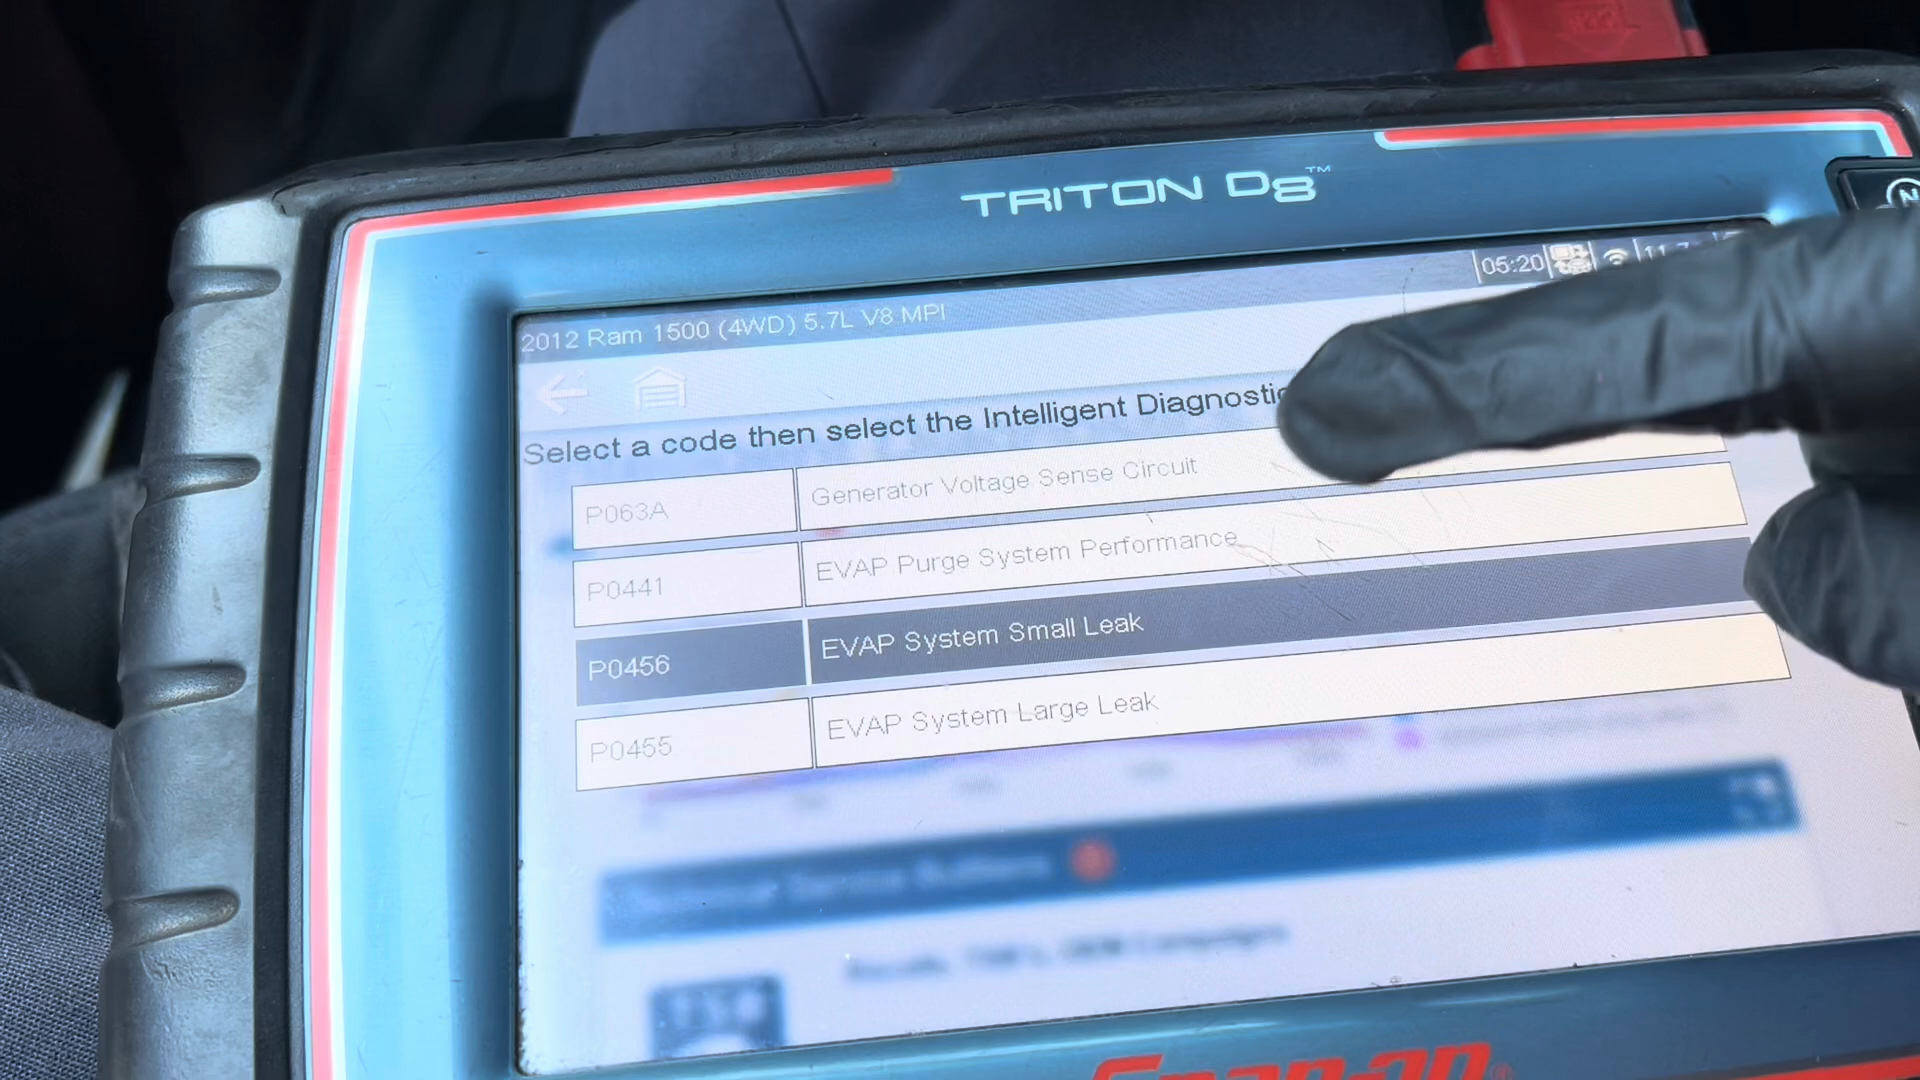 TRITON D8™
05:20
2012 Ram 1500 (4WD) 5.7L V8 MPI
Select a code then select the Intelligent Diagnostic
P063A Generator Voltage Sense Circuit
P0441 EVAP Purge System Performance
P0456 EVAP System Small Leak
P0455 EVAP System Large Leak
Snap-on